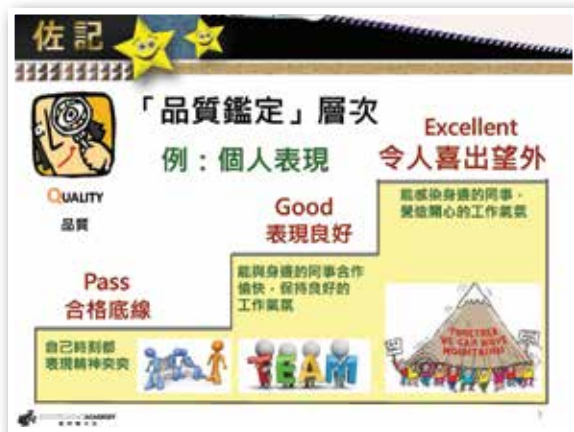 佐記
「品質鑑定」層次
例：個人表現
QUALITY
品質
Pass
合格底線
自己時刻都
表現精神奕奕
Good
表現良好
能與身邊的同事合作
愉快，保持良好的
工作氣氛
TEAM
Excellent
令人喜出望外
能感染身邊的同事，
營造開心的工作氣氛
TOGETHER
WE CAN MOVE
MOUNTAINS!
ACADEMY